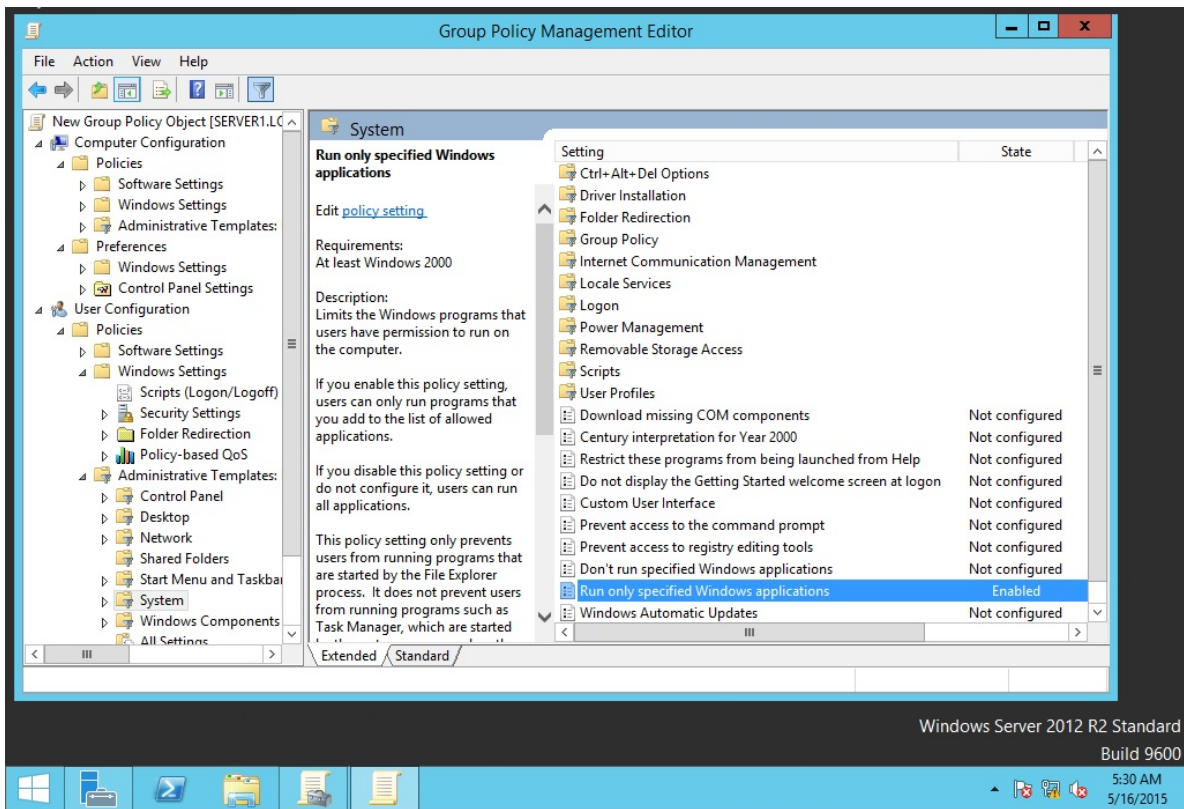 Group Policy Management Editor
File Action View Help
New Group Policy Object [SERVER1.LO
Computer Configuration
Policies
Software Settings
Windows Settings
Administrative Templates:
Preferences
Windows Settings
Control Panel Settings
User Configuration
Policies
Software Settings
Windows Settings
Scripts (Logon/Logoff)
Security Settings
Folder Redirection
Policy-based QoS
Administrative Templates:
Control Panel
Desktop
Network
Shared Folders
Start Menu and Taskbar
System
Windows Components
All Settings
System
Run only specified Windows
applications
Edit policy setting
Requirements:
At least Windows 2000
Description:
Limits the Windows programs that
users have permission to run on
the computer.
If you enable this policy setting,
users can only run programs that
you add to the list of allowed
applications.
If you disable this policy setting or
do not configure it, users can run
all applications.
This policy setting only prevents
users from running programs that
are started by the File Explorer
process. It does not prevent users
from running programs such as
Task Manager, which are started
Setting State
Ctrl+Alt+Del Options
Driver Installation
Folder Redirection
Group Policy
Internet Communication Management
Locale Services
Logon
Power Management
Removable Storage Access
Scripts
User Profiles
Download missing COM components Not configured
Century interpretation for Year 2000 Not configured
Restrict these programs from being launched from Help Not configured
Do not display the Getting Started welcome screen at logon Not configured
Custom User Interface Not configured
Prevent access to the command prompt Not configured
Prevent access to registry editing tools Not configured
Don't run specified Windows applications Not configured
Run only specified Windows applications Enabled
Windows Automatic Updates Not configured
Extended Standard
Windows Server 2012 R2 Standard
Build 9600
5:30 AM
5/16/2015